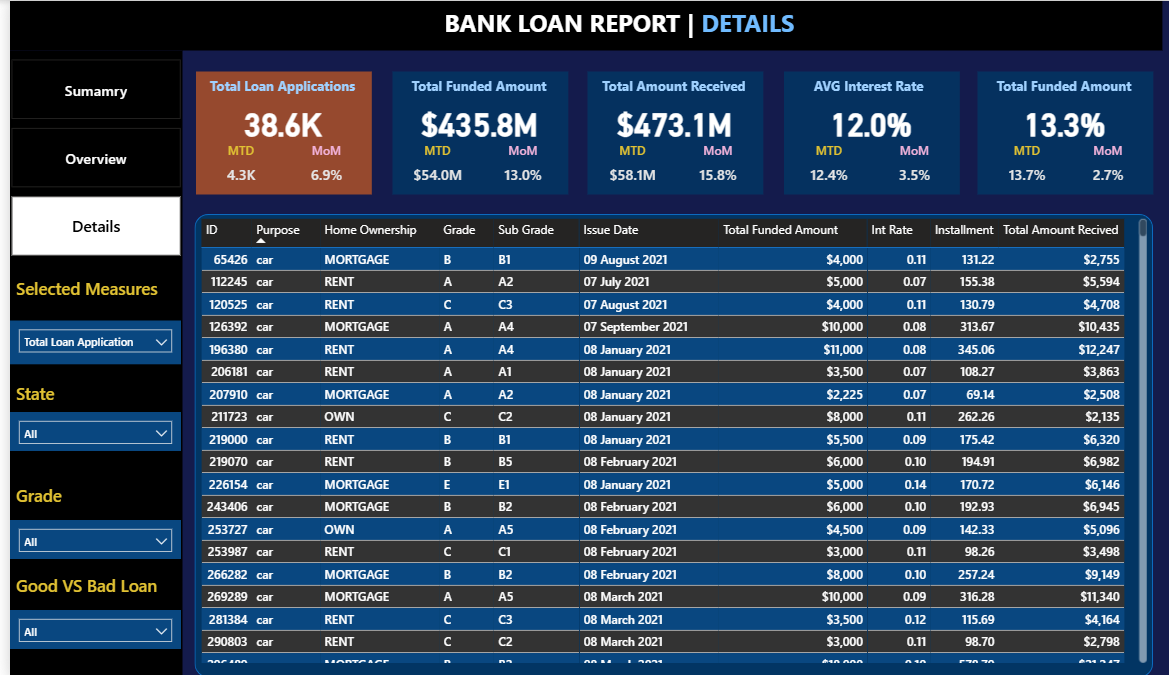 BANK LOAN REPORT | DETAILS
Sumamry
Overview
Details
Selected Measures
Total Loan Application
State
All
Grade
All
Good VS Bad Loan
All
Total Loan Applications
38.6K
MTD MoM
4.3K 6.9%
Total Funded Amount
$435.8M
MTD MoM
$54.0M 13.0%
Total Amount Received
$473.1M
MTD MoM
$58.1M 15.8%
AVG Interest Rate
12.0%
MTD MoM
12.4% 3.5%
Total Funded Amount
13.3%
MTD MoM
13.7% 2.7%
ID Purpose Home Ownership Grade Sub Grade Issue Date Total Funded Amount Int Rate Installment Total Amount Recived
65426 car MORTGAGE B B1 09 August 2021 $4,000 0.11 131.22 $2,755
112245 car RENT A A2 07 July 2021 $5,000 0.07 155.38 $5,594
120525 car RENT C C3 07 August 2021 $4,000 0.11 130.79 $4,708
126392 car MORTGAGE A A4 07 September 2021 $10,000 0.08 313.67 $10,435
196380 car RENT A A4 08 January 2021 $11,000 0.08 345.06 $12,247
206181 car RENT A A1 08 January 2021 $3,500 0.07 108.27 $3,863
207910 car MORTGAGE A A2 08 January 2021 $2,225 0.07 69.14 $2,508
211723 car OWN C C2 08 January 2021 $8,000 0.11 262.26 $2,135
219000 car RENT B B1 08 January 2021 $5,500 0.09 175.42 $6,320
219070 car RENT B B5 08 February 2021 $6,000 0.10 194.91 $6,982
226154 car MORTGAGE E E1 08 January 2021 $5,000 0.14 170.72 $6,146
243406 car MORTGAGE B B2 08 February 2021 $6,000 0.10 192.93 $6,945
253727 car OWN A A5 08 February 2021 $4,500 0.09 142.33 $5,096
253987 car RENT C C1 08 February 2021 $3,000 0.11 98.26 $3,498
266282 car MORTGAGE B B2 08 February 2021 $8,000 0.10 257.24 $9,149
269289 car MORTGAGE A A5 08 March 2021 $10,000 0.09 316.28 $11,340
281384 car RENT C C3 08 March 2021 $3,500 0.12 115.69 $4,164
290803 car RENT C C2 08 March 2021 $3,000 0.11 98.70 $2,798